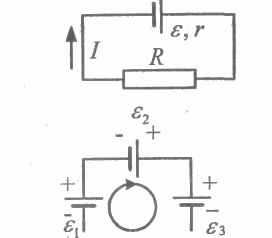 ε, r
I
R
ε₂
- +
+ +
- -
ε₁ ε₃